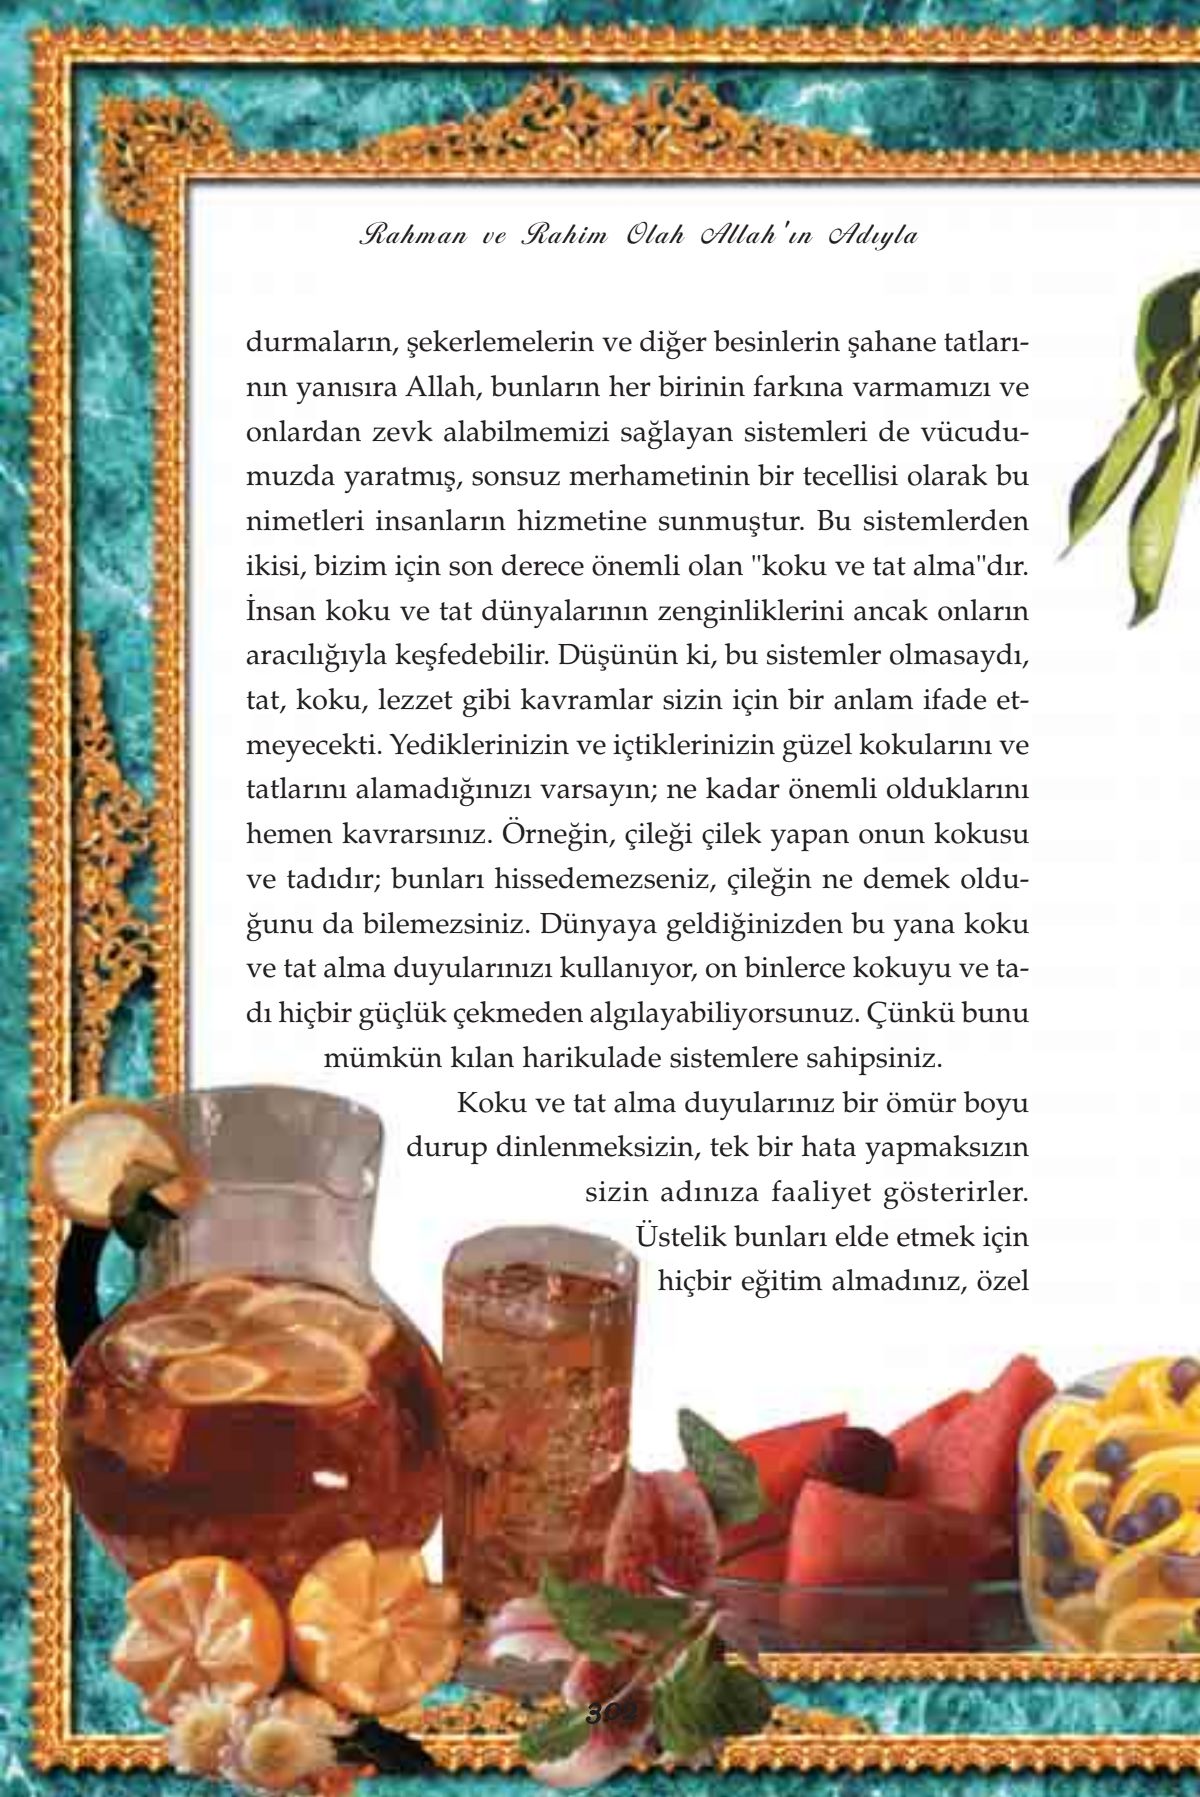 Rahman ve Rahim Olah Allah'ın Adıyla
durmaların, şekerlemelerin ve diğer besinlerin şahane tatları-
nın yanısıra Allah, bunların her birinin farkına varmamızı ve
onlardan zevk alabilmemizi sağlayan sistemleri de vücudu-
muzda yaratmış, sonsuz merhametinin bir tecellisi olarak bu
nimetleri insanların hizmetine sunmuştur. Bu sistemlerden
ikisi, bizim için son derece önemli olan "koku ve tat alma"dır.
İnsan koku ve tat dünyalarının zenginliklerini ancak onların
aracılığıyla keşfedebilir. Düşünün ki, bu sistemler olmasaydı,
tat, koku, lezzet gibi kavramlar sizin için bir anlam ifade et-
meyecekti. Yediklerinizin ve içtiklerinizin güzel kokularını ve
tatlarını alamadığınızı varsayın; ne kadar önemli olduklarını
hemen kavrarsınız. Örneğin, çileği çilek yapan onun kokusu
ve tadıdır; bunları hissedemezseniz, çileğin ne demek oldu-
ğunu da bilemezsiniz. Dünyaya geldiğinizden bu yana koku
ve tat alma duyularınızı kullanıyor, on binlerce kokuyu ve ta-
dı hiçbir güçlük çekmeden algılayabiliyorsunuz. Çünkü bunu
mümkün kılan harikulade sistemlere sahipsiniz.
Koku ve tat alma duyularınız bir ömür boyu
durup dinlenmeksizin, tek bir hata yapmaksızın
sizin adınıza faaliyet gösterirler.
Üstelik bunları elde etmek için
hiçbir eğitim almadınız, özel
302